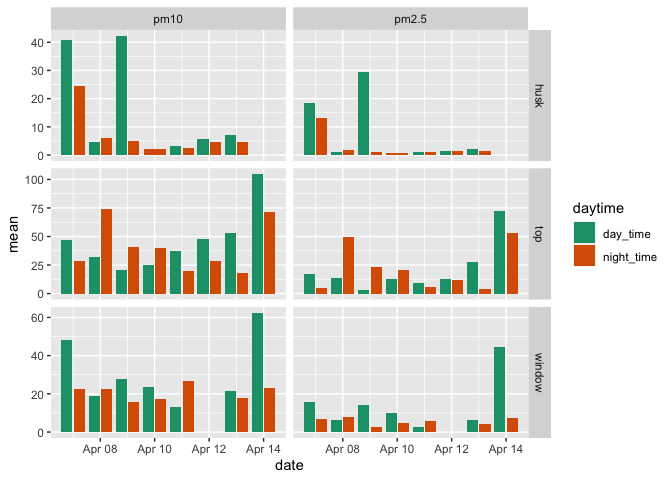 pm10 pm2.5
40
30
20
10
0
husk
100
75
50
25
0
top
60
40
20
0
window
Apr 08 Apr 10 Apr 12 Apr 14 Apr 08 Apr 10 Apr 12 Apr 14
date
mean
daytime
day_time
night_time